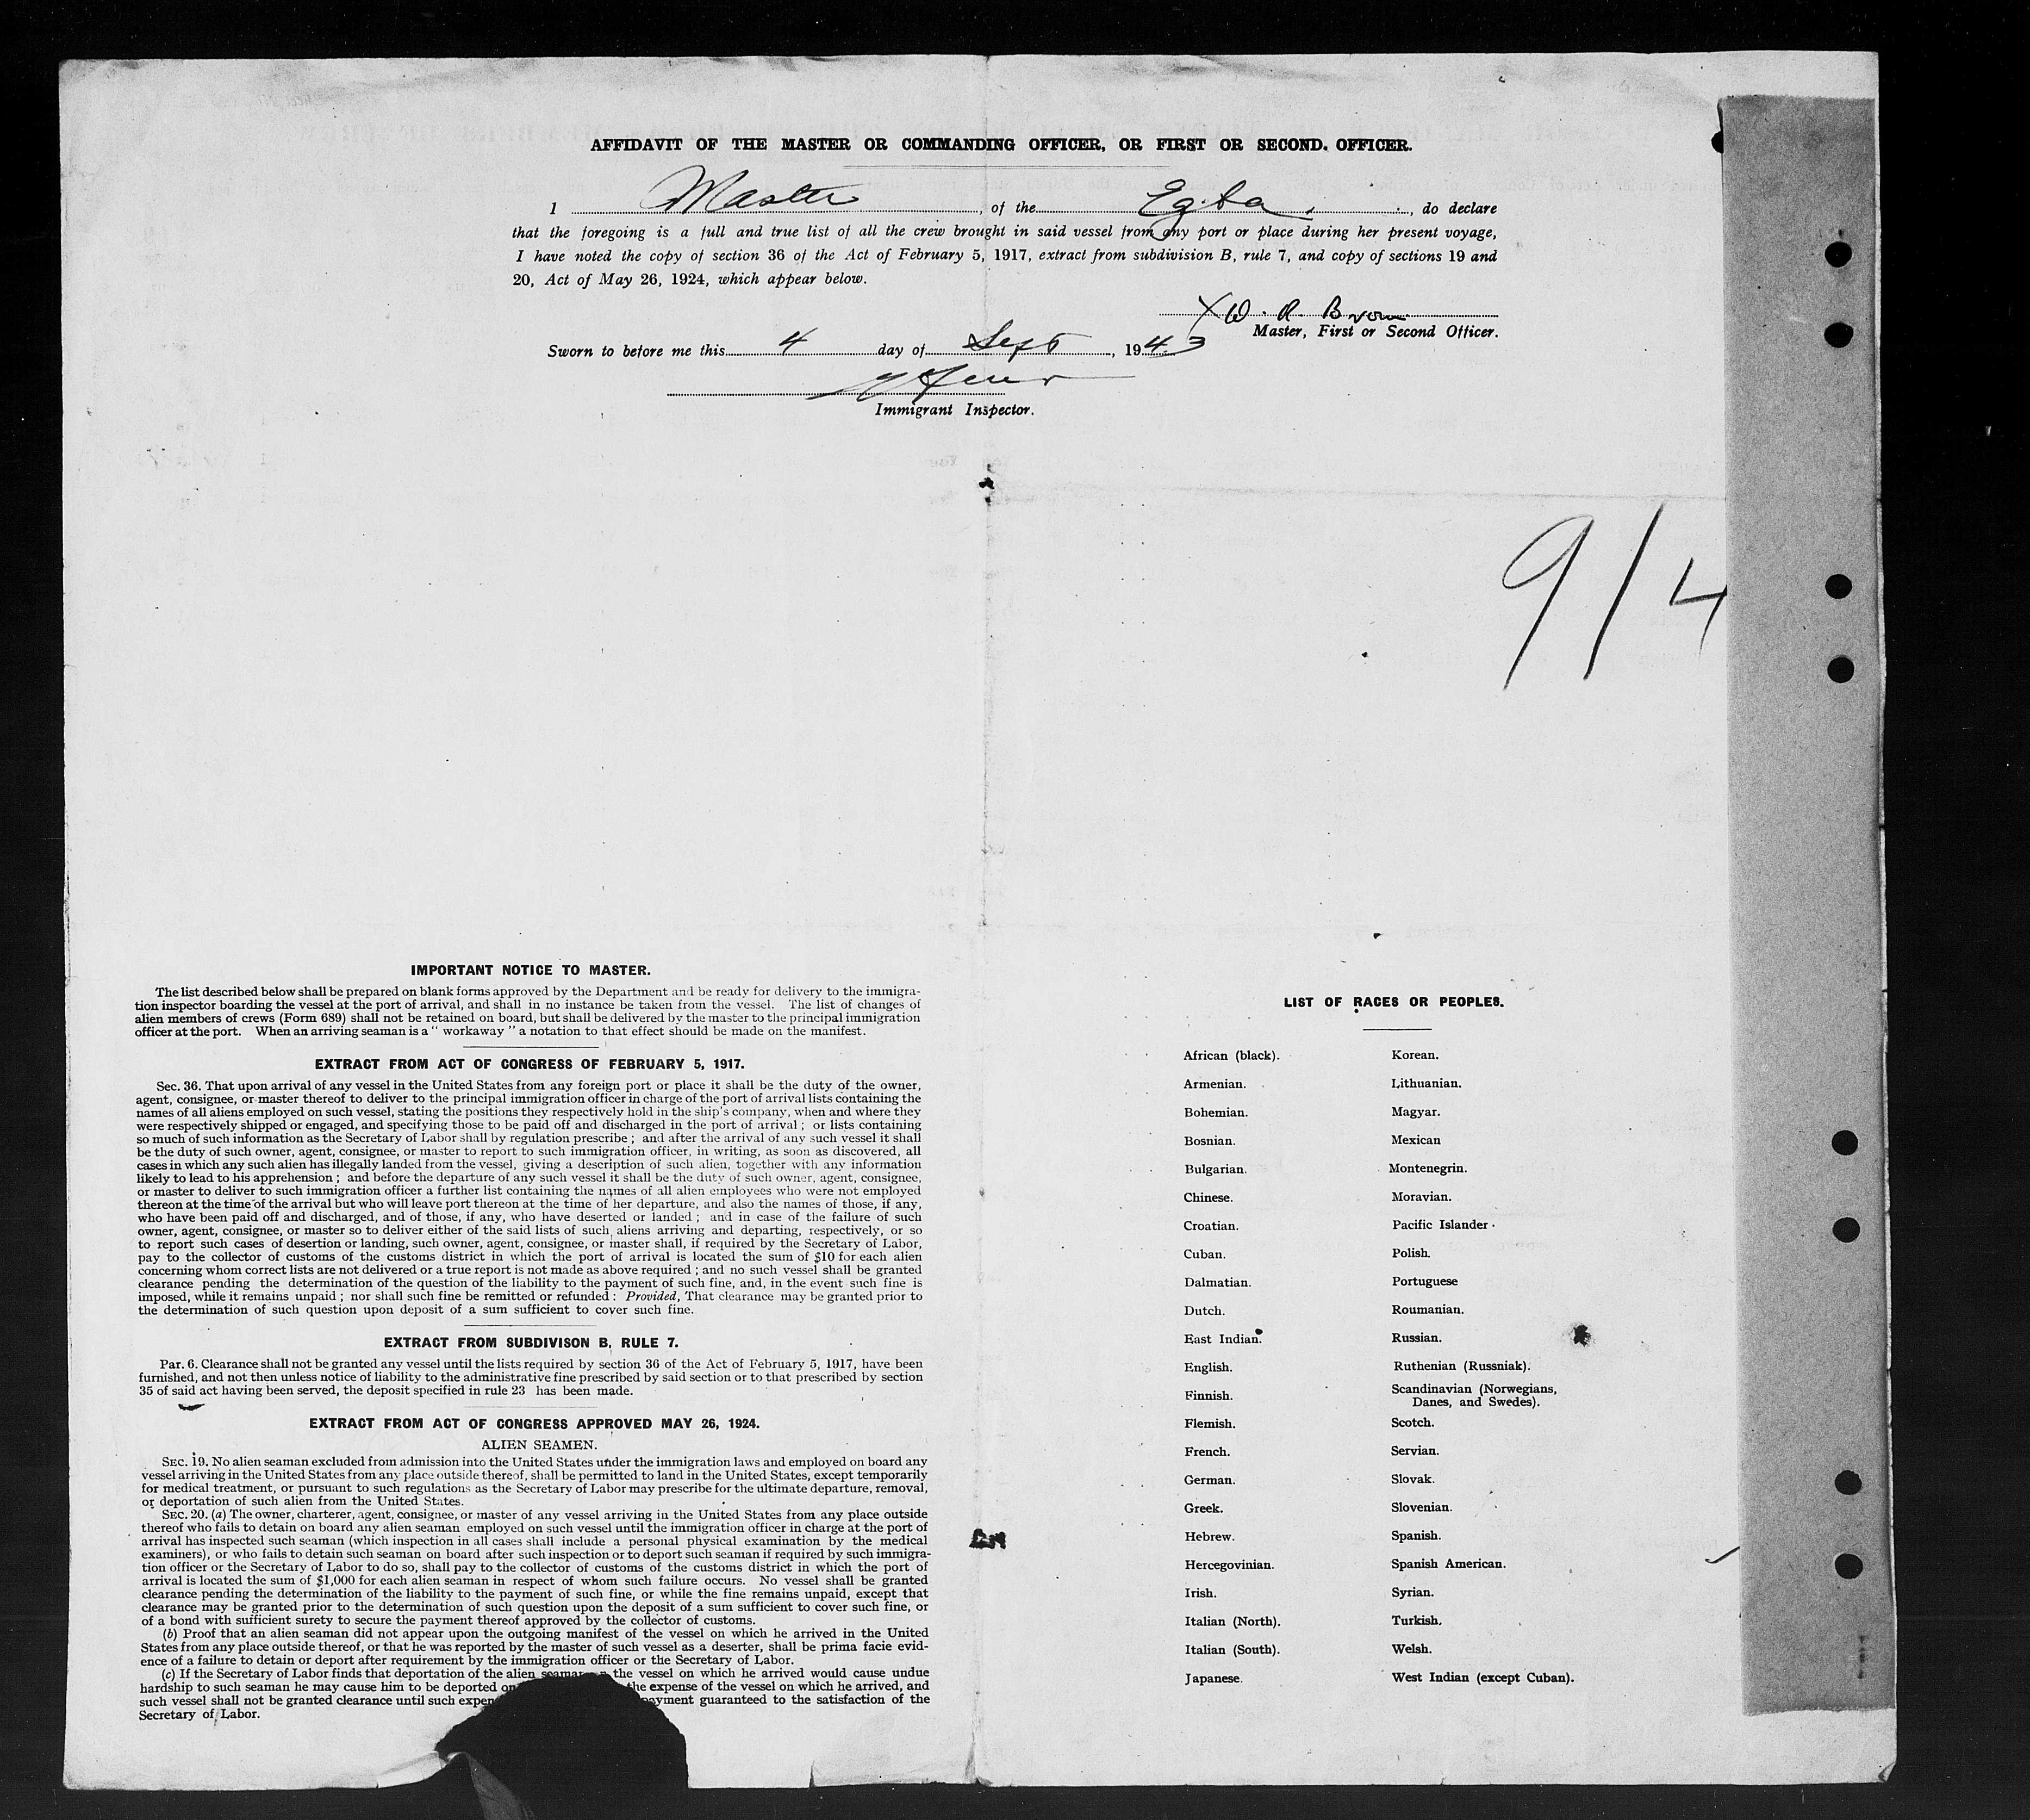 AFFIDAVIT OF THE MASTER OR COMMANDING OFFICER, OR FIRST OR SECOND. OFFICER.
I Master, of the Egba, do declare
that the foregoing is a full and true list of all the crew brought in said vessel from any port or place during her present voyage,
I have noted the copy of section 36 of the Act of February 5, 1917, extract from subdivision B, rule 7, and copy of sections 19 and
20, Act of May 26, 1924, which appear below.
X W. R. Brown
Master, First or Second Officer.
Sworn to before me this 4 day of Sept, 1943
Immigrant Inspector.
9/4
IMPORTANT NOTICE TO MASTER.
The list described below shall be prepared on blank forms approved by the Department and be ready for delivery to the immigra-
tion inspector boarding the vessel at the port of arrival, and shall in no instance be taken from the vessel. The list of changes of
alien members of crews (Form 689) shall not be retained on board, but shall be delivered by the master to the principal immigration
officer at the port. When an arriving seaman is a " workaway " a notation to that effect should be made on the manifest.
EXTRACT FROM ACT OF CONGRESS OF FEBRUARY 5, 1917.
Sec. 36. That upon arrival of any vessel in the United States from any foreign port or place it shall be the duty of the owner,
agent, consignee, or master thereof to deliver to the principal immigration officer in charge of the port of arrival lists containing the
names of all aliens employed on such vessel, stating the positions they respectively hold in the ship's company, when and where they
were respectively shipped or engaged, and specifying those to be paid off and discharged in the port of arrival ; or lists containing
so much of such information as the Secretary of Labor shall by regulation prescribe ; and after the arrival of any such vessel it shall
be the duty of such owner, agent, consignee, or master to report to such immigration officer, in writing, as soon as discovered, all
cases in which any such alien has illegally landed from the vessel, giving a description of such alien, together with any information
likely to lead to his apprehension ; and before the departure of any such vessel it shall be the duty of such owner, agent, consignee,
or master to deliver to such immigration officer a further list containing the names of all alien employees who were not employed
thereon at the time of the arrival but who will leave port thereon at the time of her departure, and also the names of those, if any,
who have been paid off and discharged, and of those, if any, who have deserted or landed ; and in case of the failure of such
owner, agent, consignee, or master so to deliver either of the said lists of such aliens arriving and departing, respectively, or so
to report such cases of desertion or landing, such owner, agent, consignee, or master shall, if required by the Secretary of Labor,
pay to the collector of customs of the customs district in which the port of arrival is located the sum of $10 for each alien
concerning whom correct lists are not delivered or a true report is not made as above required ; and no such vessel shall be granted
clearance pending the determination of the question of the liability to the payment of such fine, and, in the event such fine is
imposed, while it remains unpaid ; nor shall such fine be remitted or refunded : Provided, That clearance may be granted prior to
the determination of such question upon deposit of a sum sufficient to cover such fine.
EXTRACT FROM SUBDIVISON B, RULE 7.
Par. 6. Clearance shall not be granted any vessel until the lists required by section 36 of the Act of February 5, 1917, have been
furnished, and not then unless notice of liability to the administrative fine prescribed by said section or to that prescribed by section
35 of said act having been served, the deposit specified in rule 23 has been made.
EXTRACT FROM ACT OF CONGRESS APPROVED MAY 26, 1924.
ALIEN SEAMEN.
SEC. 19. No alien seaman excluded from admission into the United States under the immigration laws and employed on board any
vessel arriving in the United States from any place outside thereof, shall be permitted to land in the United States, except temporarily
for medical treatment, or pursuant to such regulations as the Secretary of Labor may prescribe for the ultimate departure, removal,
or deportation of such alien from the United States.
SEC. 20. (a) The owner, charterer, agent, consignee, or master of any vessel arriving in the United States from any place outside
thereof who fails to detain on board any alien seaman employed on such vessel until the immigration officer in charge at the port of
arrival has inspected such seaman (which inspection in all cases shall include a personal physical examination by the medical
examiners), or who fails to detain such seaman on board after such inspection or to deport such seaman if required by such immigra-
tion officer or the Secretary of Labor to do so, shall pay to the collector of customs of the customs district in which the port of
arrival is located the sum of $1,000 for each alien seaman in respect of whom such failure occurs. No vessel shall be granted
clearance pending the determination of the liability to the payment of such fine, or while the fine remains unpaid, except that
clearance may be granted prior to the determination of such question upon the deposit of a sum sufficient to cover such fine, or
of a bond with sufficient surety to secure the payment thereof approved by the collector of customs.
(b) Proof that an alien seaman did not appear upon the outgoing manifest of the vessel on which he arrived in the United
States from any place outside thereof, or that he was reported by the master of such vessel as a deserter, shall be prima facie evid-
ence of a failure to detain or deport after requirement by the immigration officer or the Secretary of Labor.
(c) If the Secretary of Labor finds that deportation of the alien seaman on the vessel on which he arrived would cause undue
hardship to such seaman he may cause him to be deported on the expense of the vessel on which he arrived, and
such vessel shall not be granted clearance until such expen payment guaranteed to the satisfaction of the
Secretary of Labor.
LIST OF RACES OR PEOPLES.
African (black). Korean.
Armenian. Lithuanian.
Bohemian. Magyar.
Bosnian. Mexican
Bulgarian. Montenegrin.
Chinese. Moravian.
Croatian. Pacific Islander.
Cuban. Polish.
Dalmatian. Portuguese
Dutch. Roumanian.
East Indian. Russian.
English. Ruthenian (Russniak).
Finnish. Scandinavian (Norwegians,
Danes, and Swedes).
Flemish. Scotch.
French. Servian.
German. Slovak.
Greek. Slovenian.
Hebrew. Spanish.
Hercegovinian. Spanish American.
Irish. Syrian.
Italian (North). Turkish.
Italian (South). Welsh.
Japanese. West Indian (except Cuban).